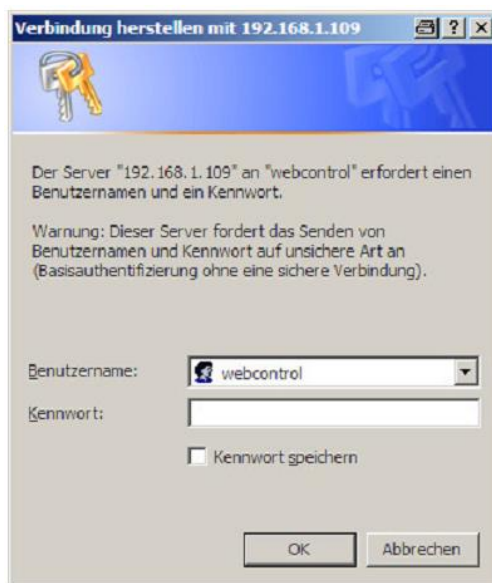 Verbindung herstellen mit 192.168.1.109
Der Server "192.168.1.109" an "webcontrol" erfordert einen
Benutzernamen und ein Kennwort.
Warnung: Dieser Server fordert das Senden von
Benutzernamen und Kennwort auf unsichere Art an
(Basisauthentifizierung ohne eine sichere Verbindung).
Benutzername:
webcontrol
Kennwort:
Kennwort speichern
OK
Abbrechen